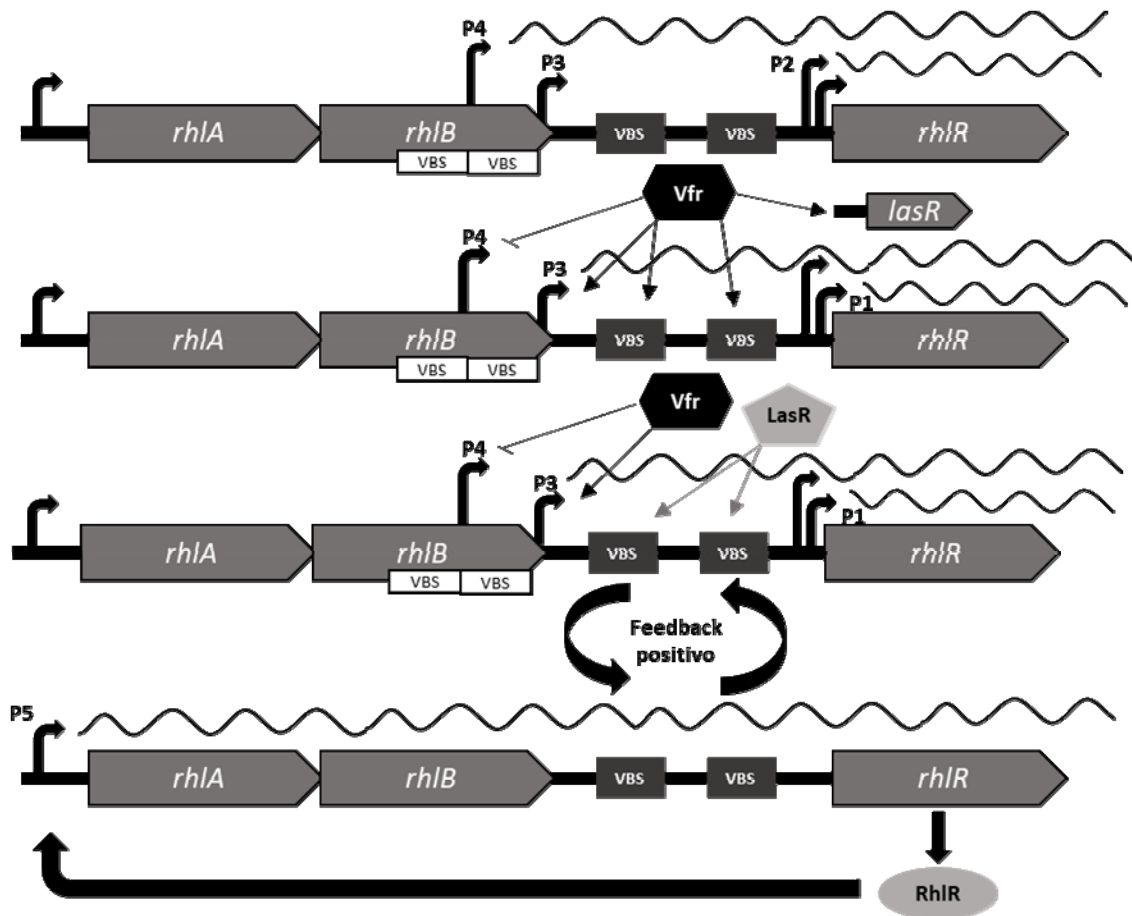 P4
P3
P2
rhlA
rhlB
VBS
VBS
rhlR
VBS
VBS
Vfr
lasR
P4
P3
P1
rhlA
rhlB
VBS
VBS
rhlR
VBS
VBS
Vfr
LasR
P4
P3
P1
rhlA
rhlB
VBS
VBS
rhlR
VBS
VBS
Feedback
positivo
P5
rhlA
rhlB
VBS
VBS
rhlR
RhlR